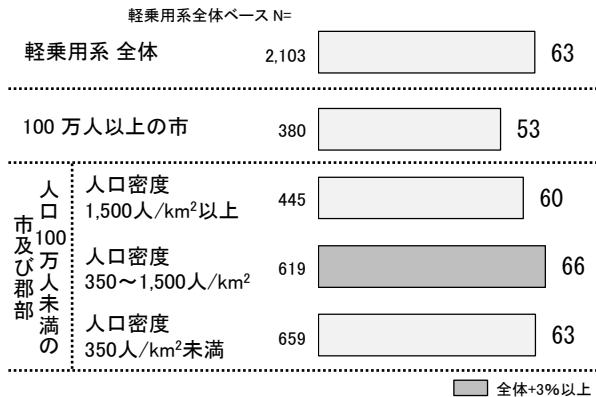 軽乗用系全体ベース N=
軽乗用系 全体 2,103 63
100 万人以上の市 380 53
人口100万人未満の
市及び郡部
人口密度
1,500人/km²以上 445 60
人口密度
350～1,500人/km² 619 66
人口密度
350人/km²未満 659 63
全体+3%以上